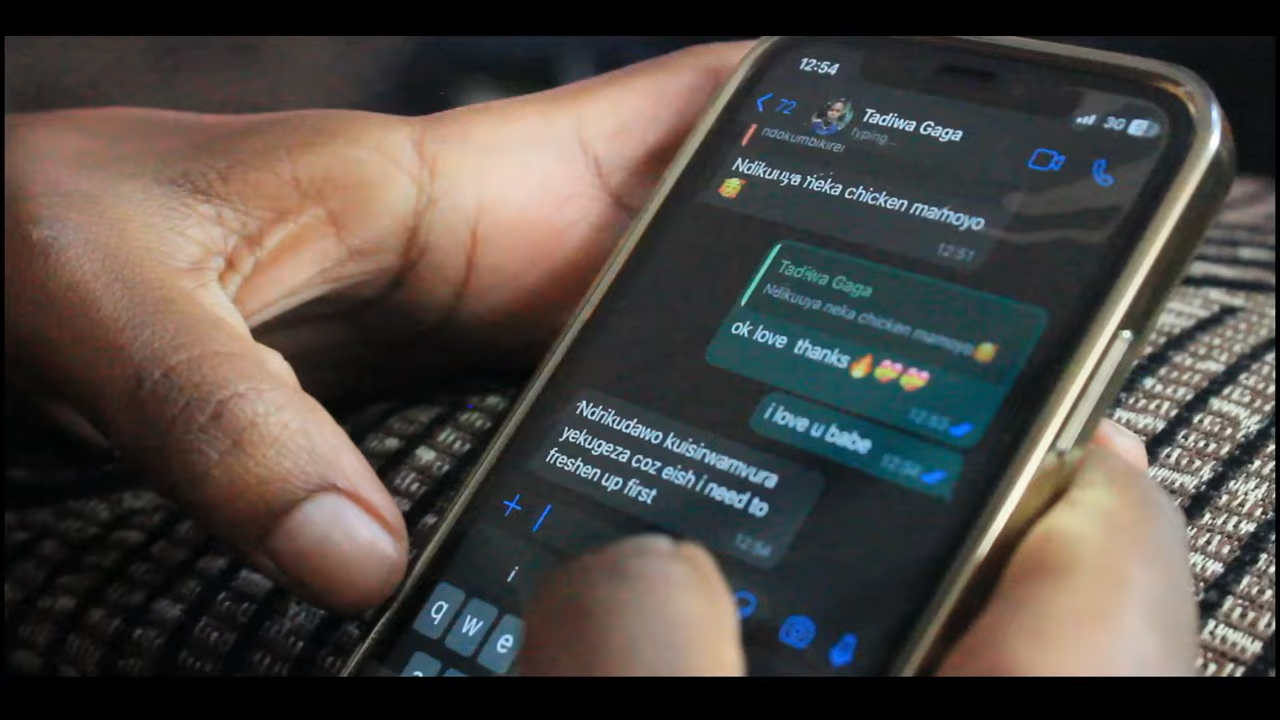 12:54
72
Tadiwa Gaga
3G
typing...
ndokumbikirei
Ndikuuya neka chicken mamoyo
🥰
12:51
Tadiwa Gaga
Ndikuuya neka chicken mamoyo🥰
ok love thanks🔥💝💝
12:53
i love u babe
12:54
Ndrikudawo kuisirwamvura
yekugeza coz eish i need to
freshen up first
12:54
i
q w e